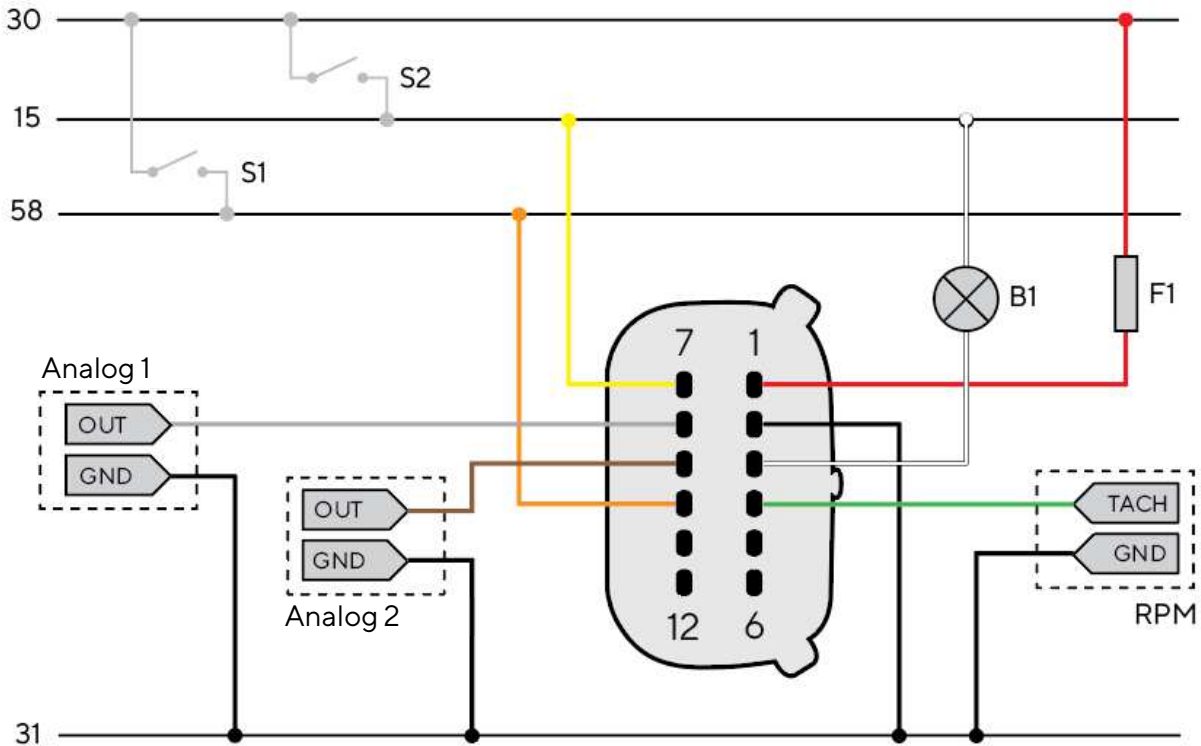 30
S2
15
S1
58
B1
F1
7 1
Analog 1
OUT
GND
OUT
GND
Analog 2
TACH
GND
RPM
12 6
31